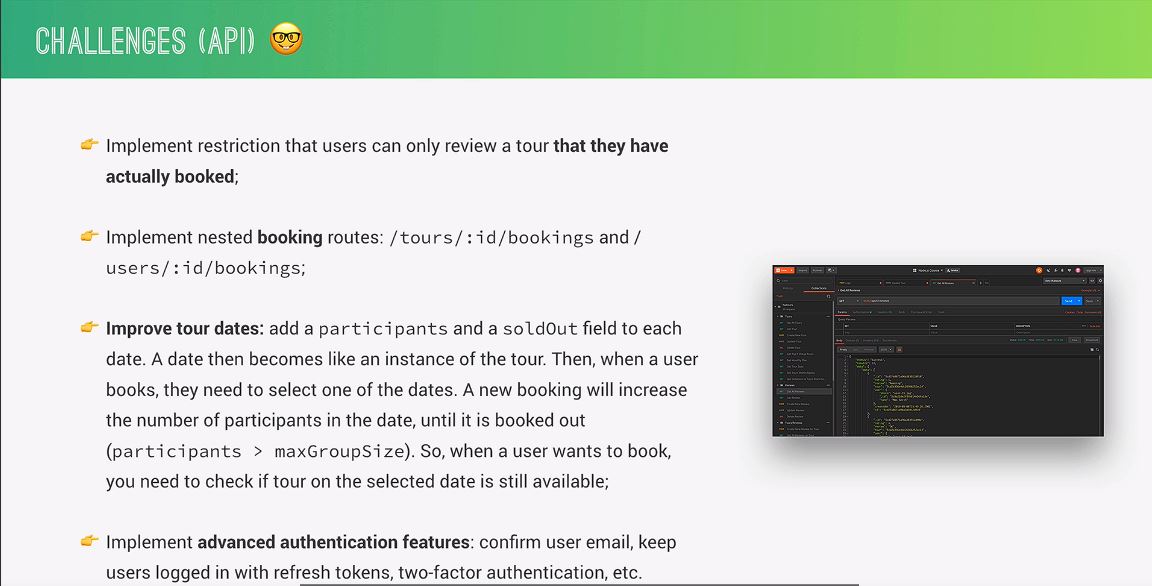 CHALLENGES (API) 🤓
👉 Implement restriction that users can only review a tour that they have
actually booked;
👉 Implement nested booking routes: /tours/:id/bookings and /
users/:id/bookings;
👉 Improve tour dates: add a participants and a soldOut field to each
date. A date then becomes like an instance of the tour. Then, when a user
books, they need to select one of the dates. A new booking will increase
the number of participants in the date, until it is booked out
(participants > maxGroupSize). So, when a user wants to book,
you need to check if tour on the selected date is still available;
👉 Implement advanced authentication features: confirm user email, keep
users logged in with refresh tokens, two-factor authentication, etc.